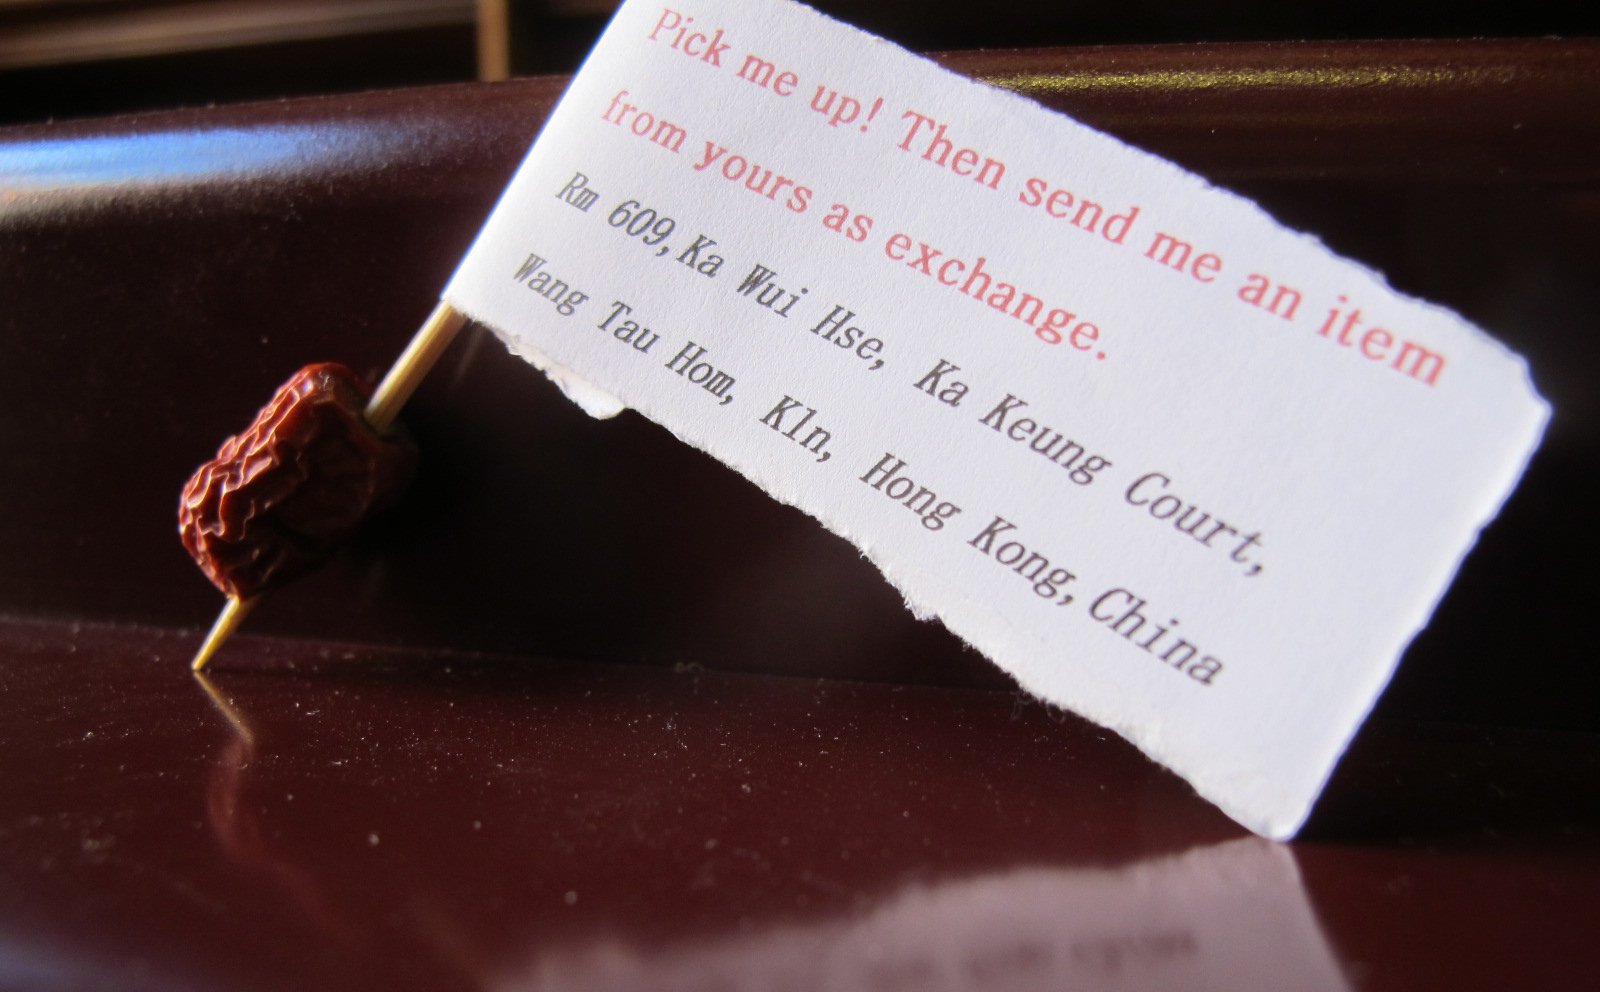 Pick me up! Then send me an item
from yours as exchange.
Rm 609,Ka Wui Hse, Ka Keung Court,
Wang Tau Hom, Kln, Hong Kong,China